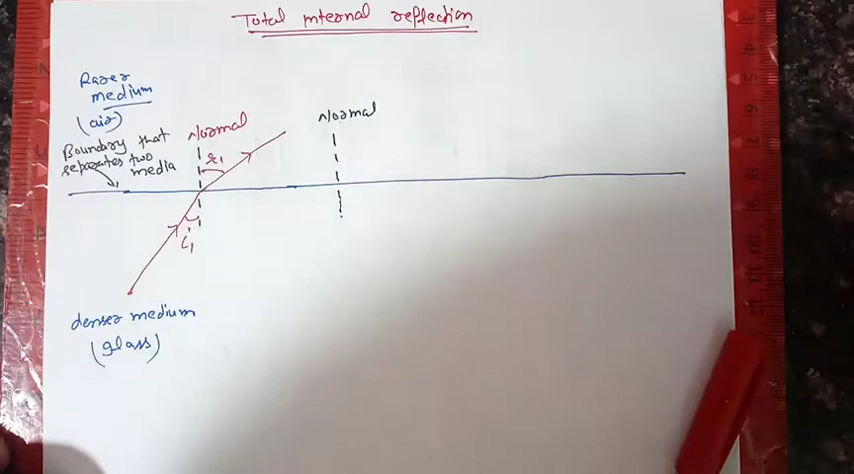 Total internal reflection
Rarer
medium
(air)
Boundary that
separates two
media
Normal
Normal
r₁
i₁
denser medium
(glass)